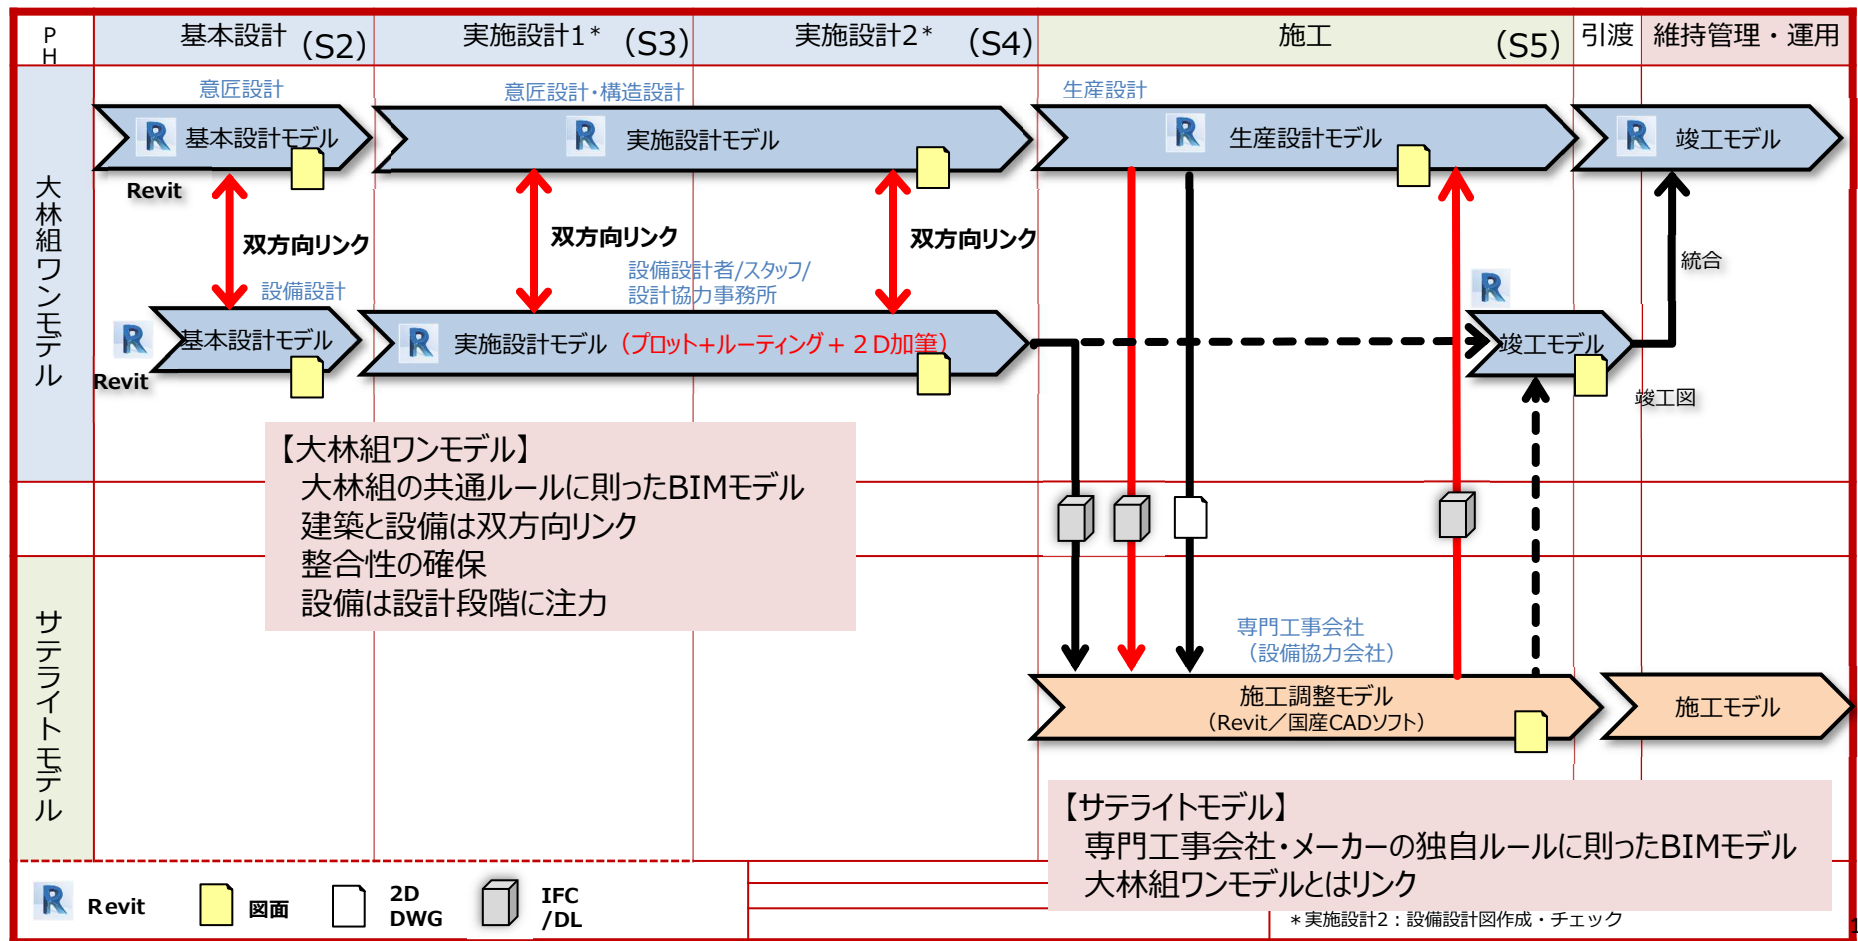 PH
基本設計 (S2)
実施設計1* (S3)
実施設計2* (S4)
施工 (S5)
引渡
維持管理・運用
大林組ワンモデル
意匠設計
意匠設計・構造設計
生産設計
基本設計モデル
実施設計モデル
生産設計モデル
竣工モデル
Revit
双方向リンク
双方向リンク
双方向リンク
設備設計
設備設計者/スタッフ/
設計協力事務所
統合
基本設計モデル
実施設計モデル（プロット+ルーティング+２D加筆）
竣工モデル
Revit
竣工図
【大林組ワンモデル】
大林組の共通ルールに則ったBIMモデル
建築と設備は双方向リンク
整合性の確保
設備は設計段階に注力
サテライトモデル
専門工事会社
（設備協力会社）
施工調整モデル
（Revit／国産CADソフト）
施工モデル
【サテライトモデル】
専門工事会社・メーカーの独自ルールに則ったBIMモデル
大林組ワンモデルとはリンク
Revit
図面
2D
DWG
IFC
/DL
＊実施設計2：設備設計図作成・チェック
1